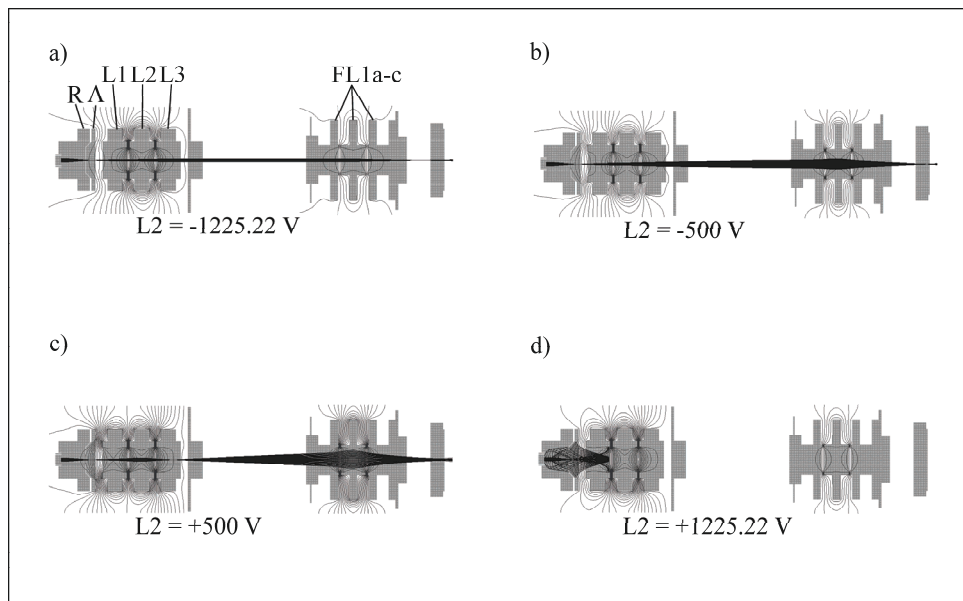 a)
L1 L2 L3
R Λ
FL1a-c
L2 = -1225.22 V
b)
L2 = -500 V
c)
L2 = +500 V
d)
L2 = +1225.22 V